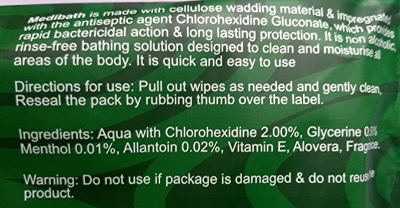 Medibath is made with cellulose wadding material & impregnated
with the antiseptic agent Chlorohexidine Gluconate, which provides
rapid bactericidal action & long lasting protection. It is non alcoholic,
rinse-free bathing solution designed to clean and moisturise all
areas of the body. It is quick and easy to use
Directions for use: Pull out wipes as needed and gently clean,
Reseal the pack by rubbing thumb over the label.
Ingredients: Aqua with Chlorohexidine 2.00%, Glycerine
Menthol 0.01%, Allantoin 0.02%, Vitamin E, Alovera, Fragrance.
Warning: Do not use if package is damaged & do not reuse
product.